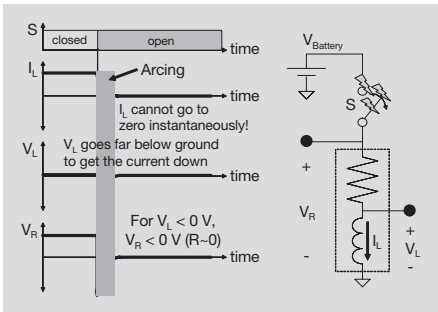 S
closed open
time
I_L
Arcing
time
I_L cannot go to
zero instantaneously!
V_L
V_L goes far below ground
to get the current down
time
V_R
For V_L < 0 V,
V_R < 0 V (R~0)
time
V_Battery
S
+
V_R
-
I_L
+
V_L
-